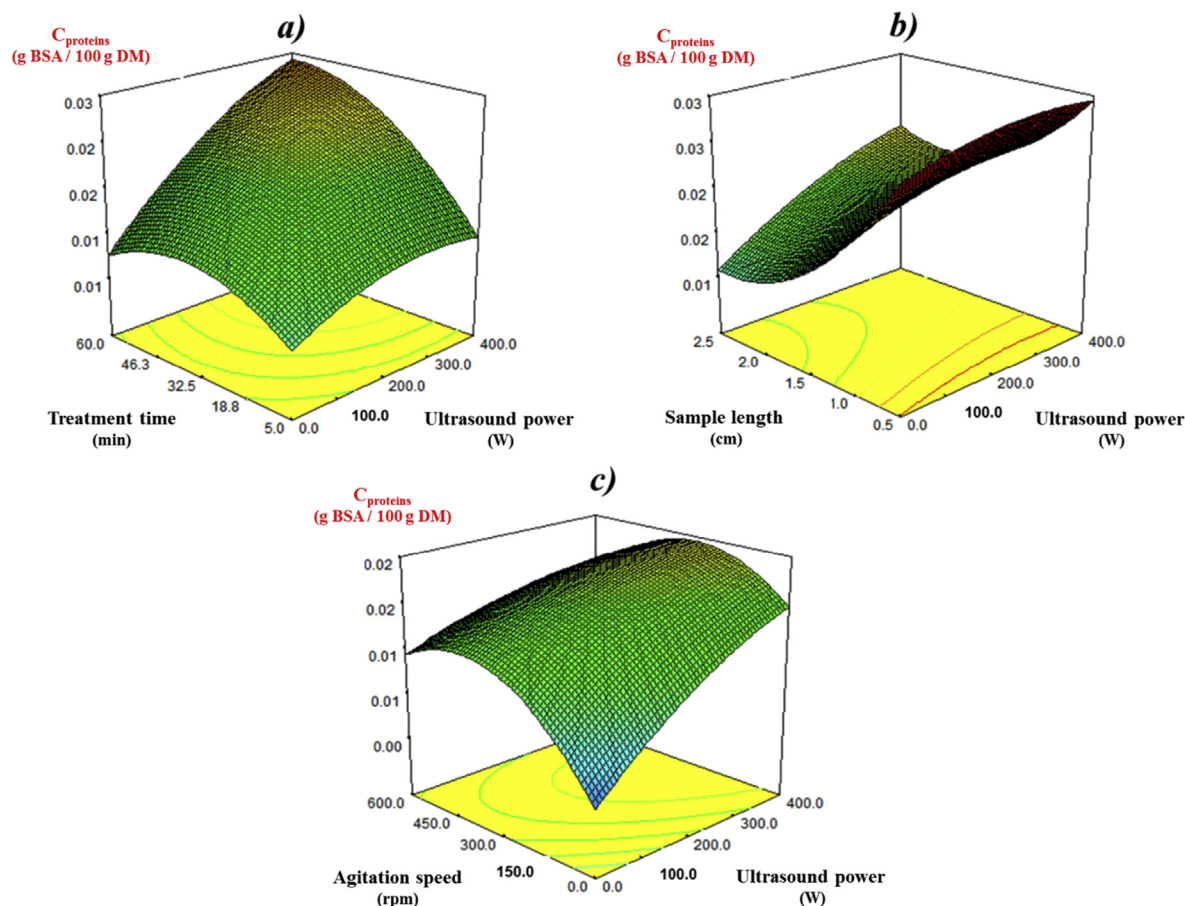 a)
C proteins
(g BSA / 100 g DM)
0.03
0.02
0.02
0.01
0.01
60.0
46.3
32.5
18.8
5.0
0.0
100.0
200.0
300.0
400.0
Treatment time
(min)
Ultrasound power
(W)
b)
C proteins
(g BSA / 100 g DM)
0.03
0.03
0.02
0.02
0.01
2.5
2.0
1.5
1.0
0.5
0.0
100.0
200.0
300.0
400.0
Sample length
(cm)
Ultrasound power
(W)
c)
C proteins
(g BSA / 100 g DM)
0.02
0.02
0.01
0.01
0.00
600.0
450.0
300.0
150.0
0.0
0.0
100.0
200.0
300.0
400.0
Agitation speed
(rpm)
Ultrasound power
(W)